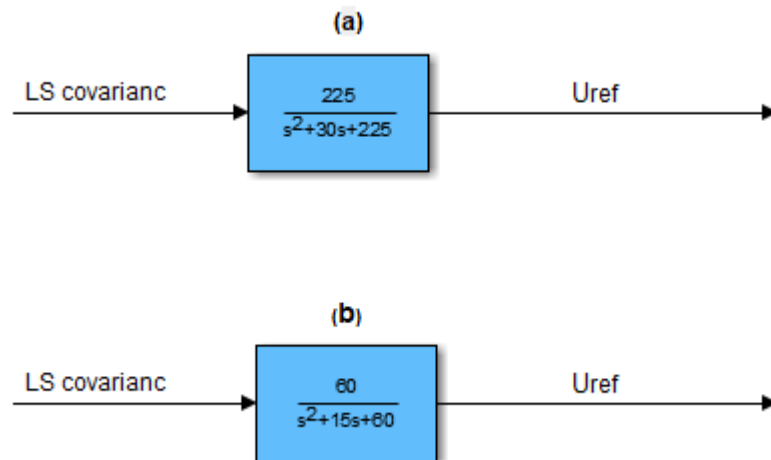 (a)
LS covarianc
225
s²+30s+225
Uref
(b)
LS covarianc
60
s²+15s+60
Uref